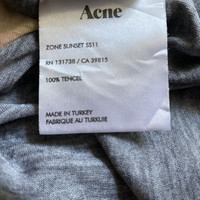 Acne
ZONE SUNSET SS11
RN 131738 / CA 39815
100% TENCEL
MADE IN TURKEY
FABRIQUE AU TURKUIE